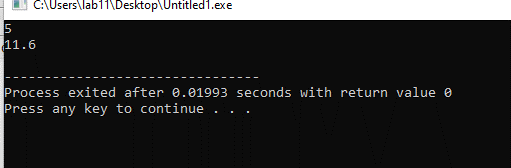 C:\Users\lab11\Desktop\Untitled1.exe
5
11.6
--------------------------------
Process exited after 0.01993 seconds with return value 0
Press any key to continue . . .